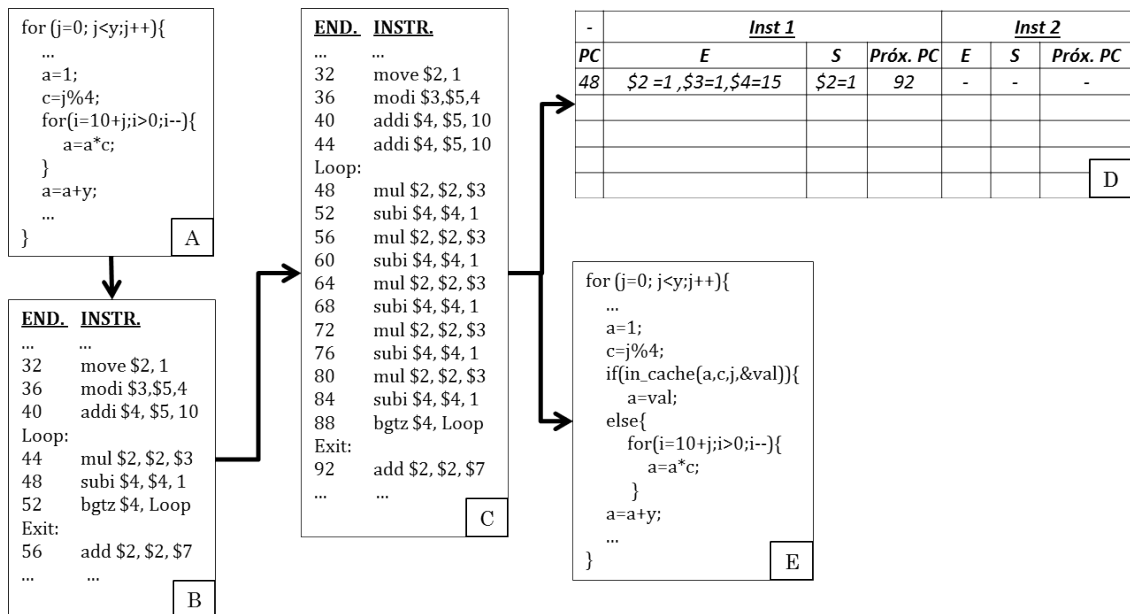 for (j=0; j<y;j++){
...
a=1;
c=j%4;
for(i=10+j;i>0;i--){
a=a*c;
}
a=a+y;
...
}
A
END. INSTR.
... ...
32 move $2, 1
36 modi $3,$5,4
40 addi $4, $5, 10
Loop:
44 mul $2, $2, $3
48 subi $4, $4, 1
52 bgtz $4, Loop
Exit:
56 add $2, $2, $7
... ...
B
END. INSTR.
... ...
32 move $2, 1
36 modi $3,$5,4
40 addi $4, $5, 10
44 addi $4, $5, 10
Loop:
48 mul $2, $2, $3
52 subi $4, $4, 1
56 mul $2, $2, $3
60 subi $4, $4, 1
64 mul $2, $2, $3
68 subi $4, $4, 1
72 mul $2, $2, $3
76 subi $4, $4, 1
80 mul $2, $2, $3
84 subi $4, $4, 1
88 bgtz $4, Loop
Exit:
92 add $2, $2, $7
... ...
C
- Inst 1 Inst 2
PC E S Próx. PC E S Próx. PC
48 $2 =1 ,$3=1,$4=15 $2=1 92 - - -
D
for (j=0; j<y;j++){
...
a=1;
c=j%4;
if(in_cache(a,c,j,&val)){
a=val;
else{
for(i=10+j;i>0;i--){
a=a*c;
}
a=a+y;
...
}
E